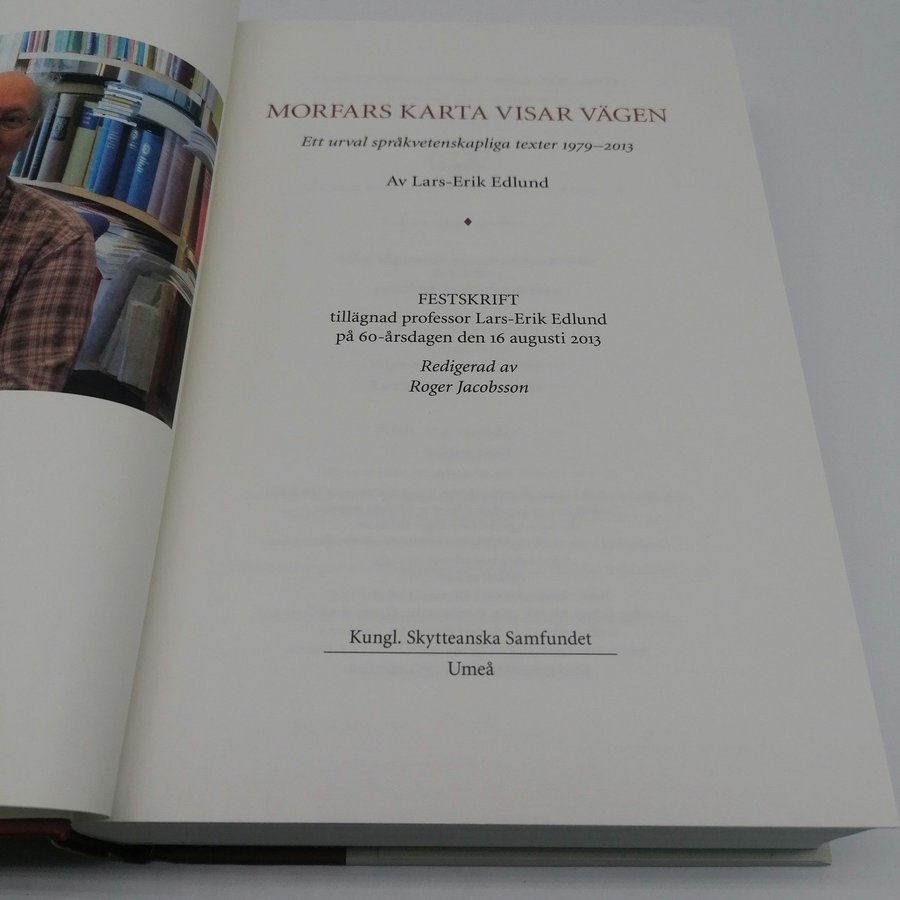 MORFARS KARTA VISAR VÄGEN
Ett urval språkvetenskapliga texter 1979–2013
Av Lars-Erik Edlund
FESTSKRIFT
tillägnad professor Lars-Erik Edlund
på 60-årsdagen den 16 augusti 2013
Redigerad av
Roger Jacobsson
Kungl. Skytteanska Samfundet
Umeå